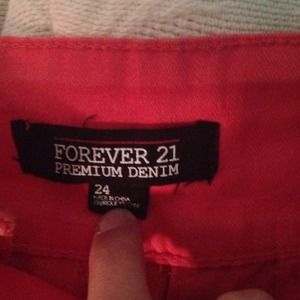 FOREVER 21
PREMIUM DENIM
24
MADE IN CHINA